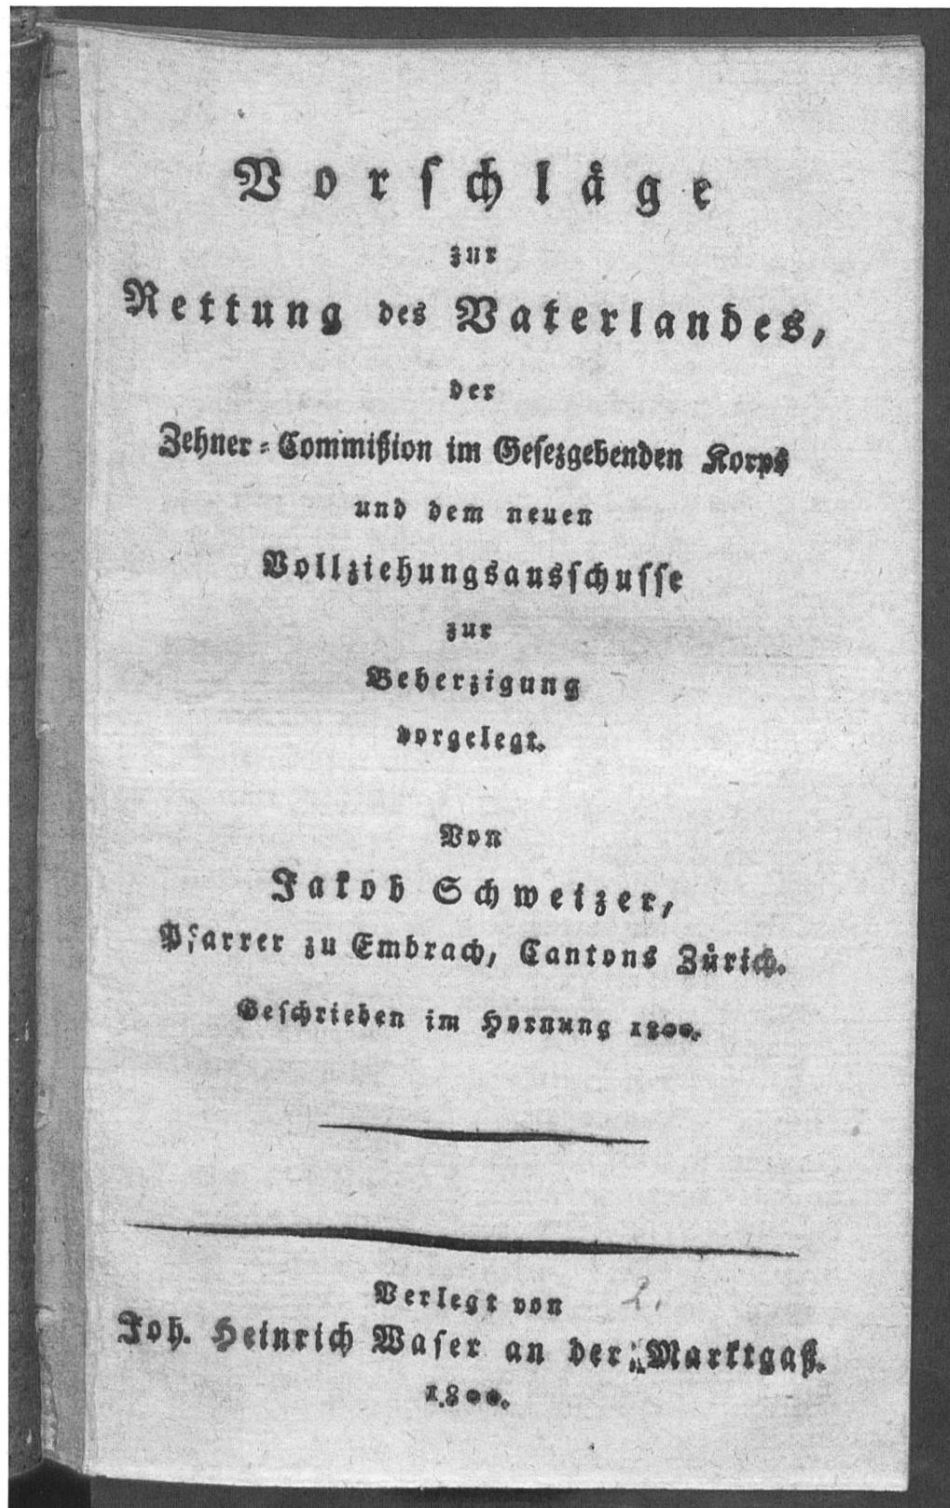 Vorschläge
zur
Rettung des Vaterlandes,
der
Zehner-Commißion im Gesezgebenden Korps
und dem neuen
Vollziehungsausschusse
zur
Beherzigung
vorgelegt.
Von
Jakob Schweizer,
Pfarrer zu Embrach, Cantons Zürich.
Geschrieben im Hornung 1800.
Verlegt von
Joh. Heinrich Waser an der Marktgaß.
1800.